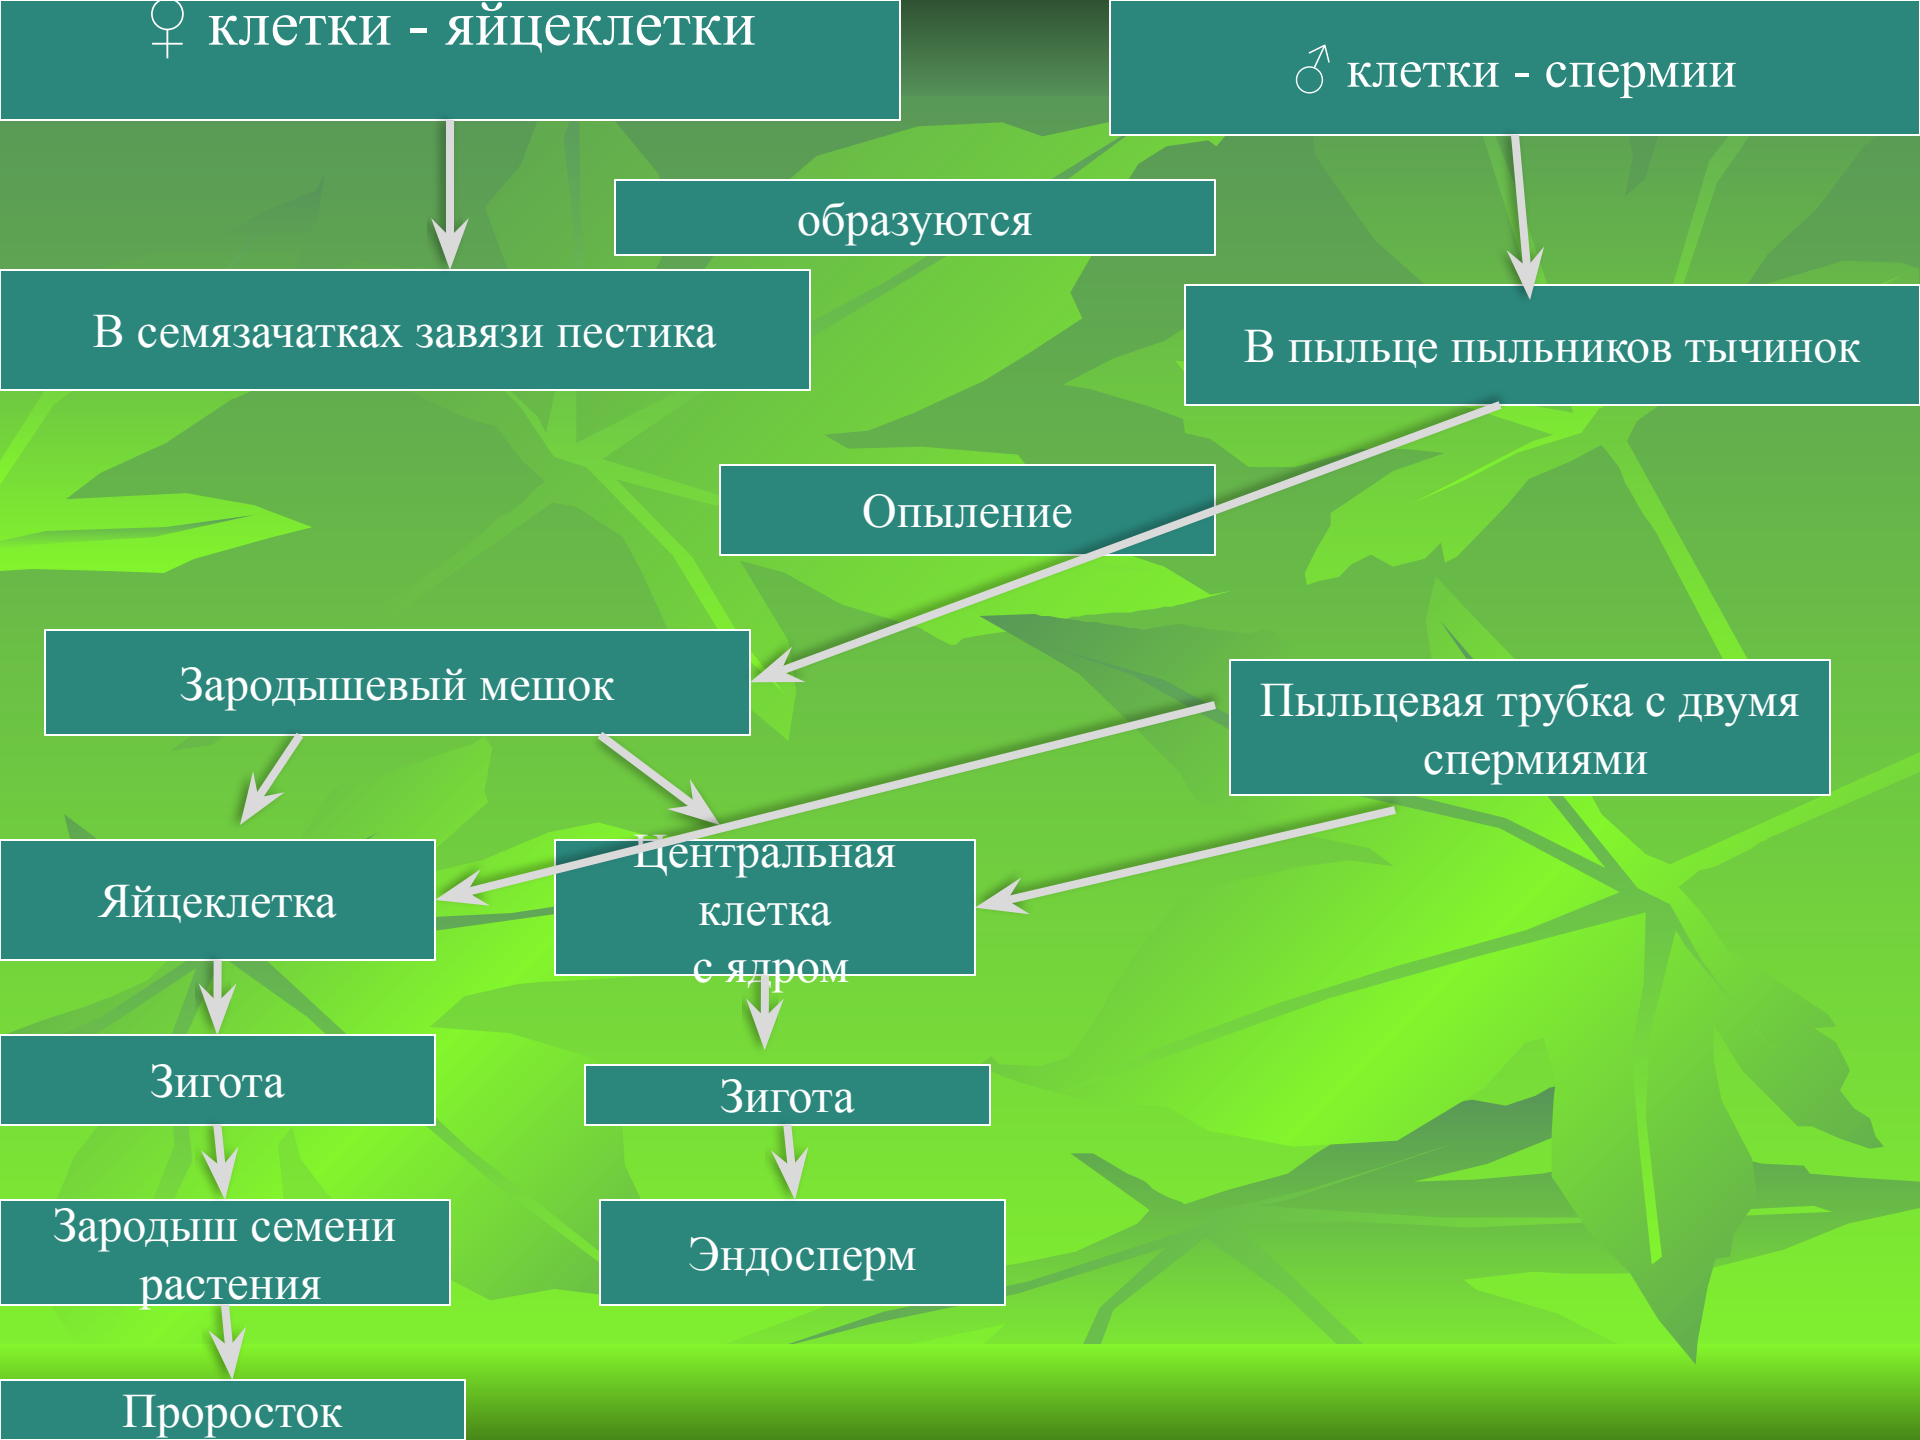 ♀ клетки - яйцеклетки
♂ клетки - спермии
образуются
В семязачатках завязи пестика
В пыльце пыльников тычинок
Опыление
Зародышевый мешок
Пыльцевая трубка с двумя
спермиями
Яйцеклетка
Центральная
клетка
с ядром
Зигота
Зигота
Зародыш семени
растения
Эндосперм
Проросток